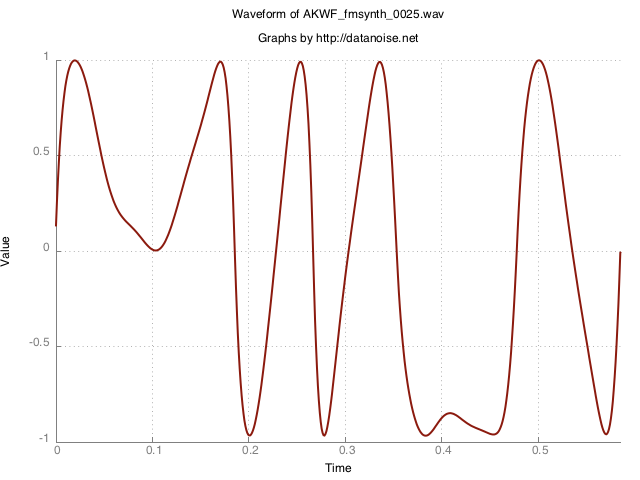 Waveform of AKWF_fmsynth_0025.wav
Graphs by http://datanoise.net
1
0.5
0
-0.5
-1
Value
0
0.1
0.2
0.3
0.4
0.5
Time